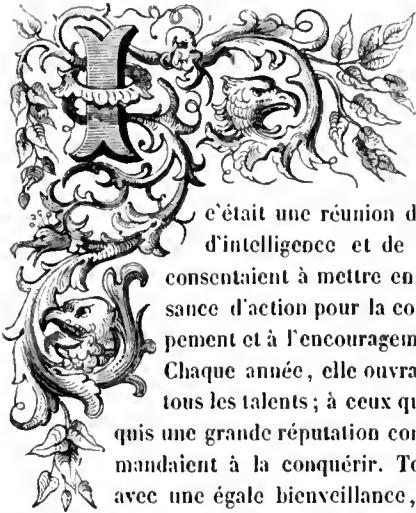 I
c'était une réunion d
d'intelligence et de
consentaient à mettre en
sance d'action pour la co
pement et à l'encouragem
Chaque année, elle ouvra
tous les talents ; à ceux qu
quis une grande réputation com
mandaient à la conquérir. To
avec une égale bienveillance,